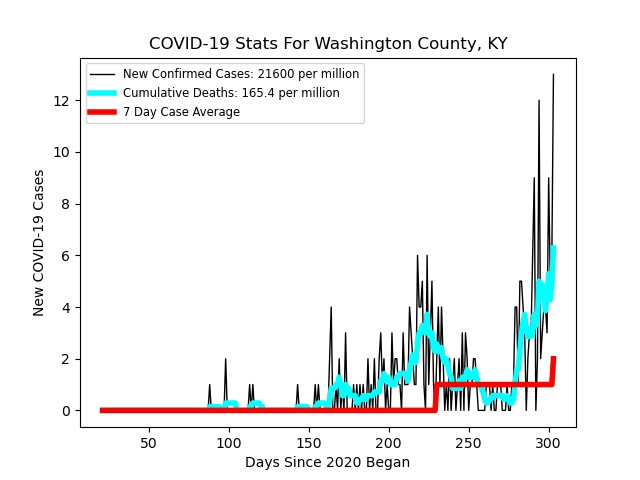 COVID-19 Stats For Washington County, KY
New Confirmed Cases: 21600 per million
Cumulative Deaths: 165.4 per million
7 Day Case Average
New COVID-19 Cases
12
10
8
6
4
2
0
50 100 150 200 250 300
Days Since 2020 Began